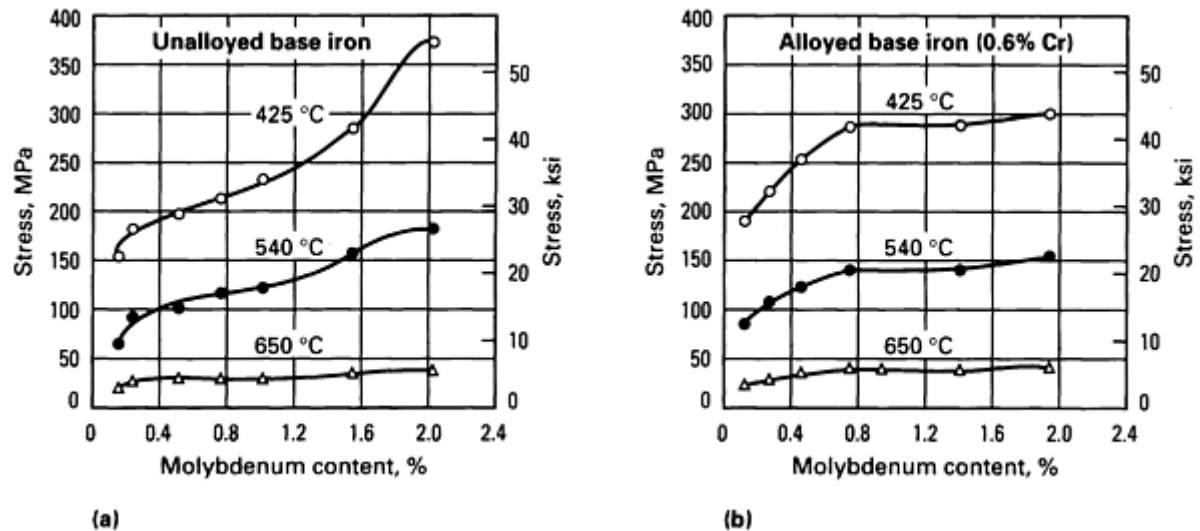 Unalloyed base iron
400
350
300
250
200
150
100
50
0
Stress, MPa
50
40
30
20
10
0
Stress, ksi
425 °C
540 °C
650 °C
0 0.4 0.8 1.2 1.6 2.0 2.4
Molybdenum content, %
(a)
Alloyed base iron (0.6% Cr)
400
350
300
250
200
150
100
50
0
Stress, MPa
50
40
30
20
10
0
Stress, ksi
425 °C
540 °C
650 °C
0 0.4 0.8 1.2 1.6 2.0 2.4
Molybdenum content, %
(b)